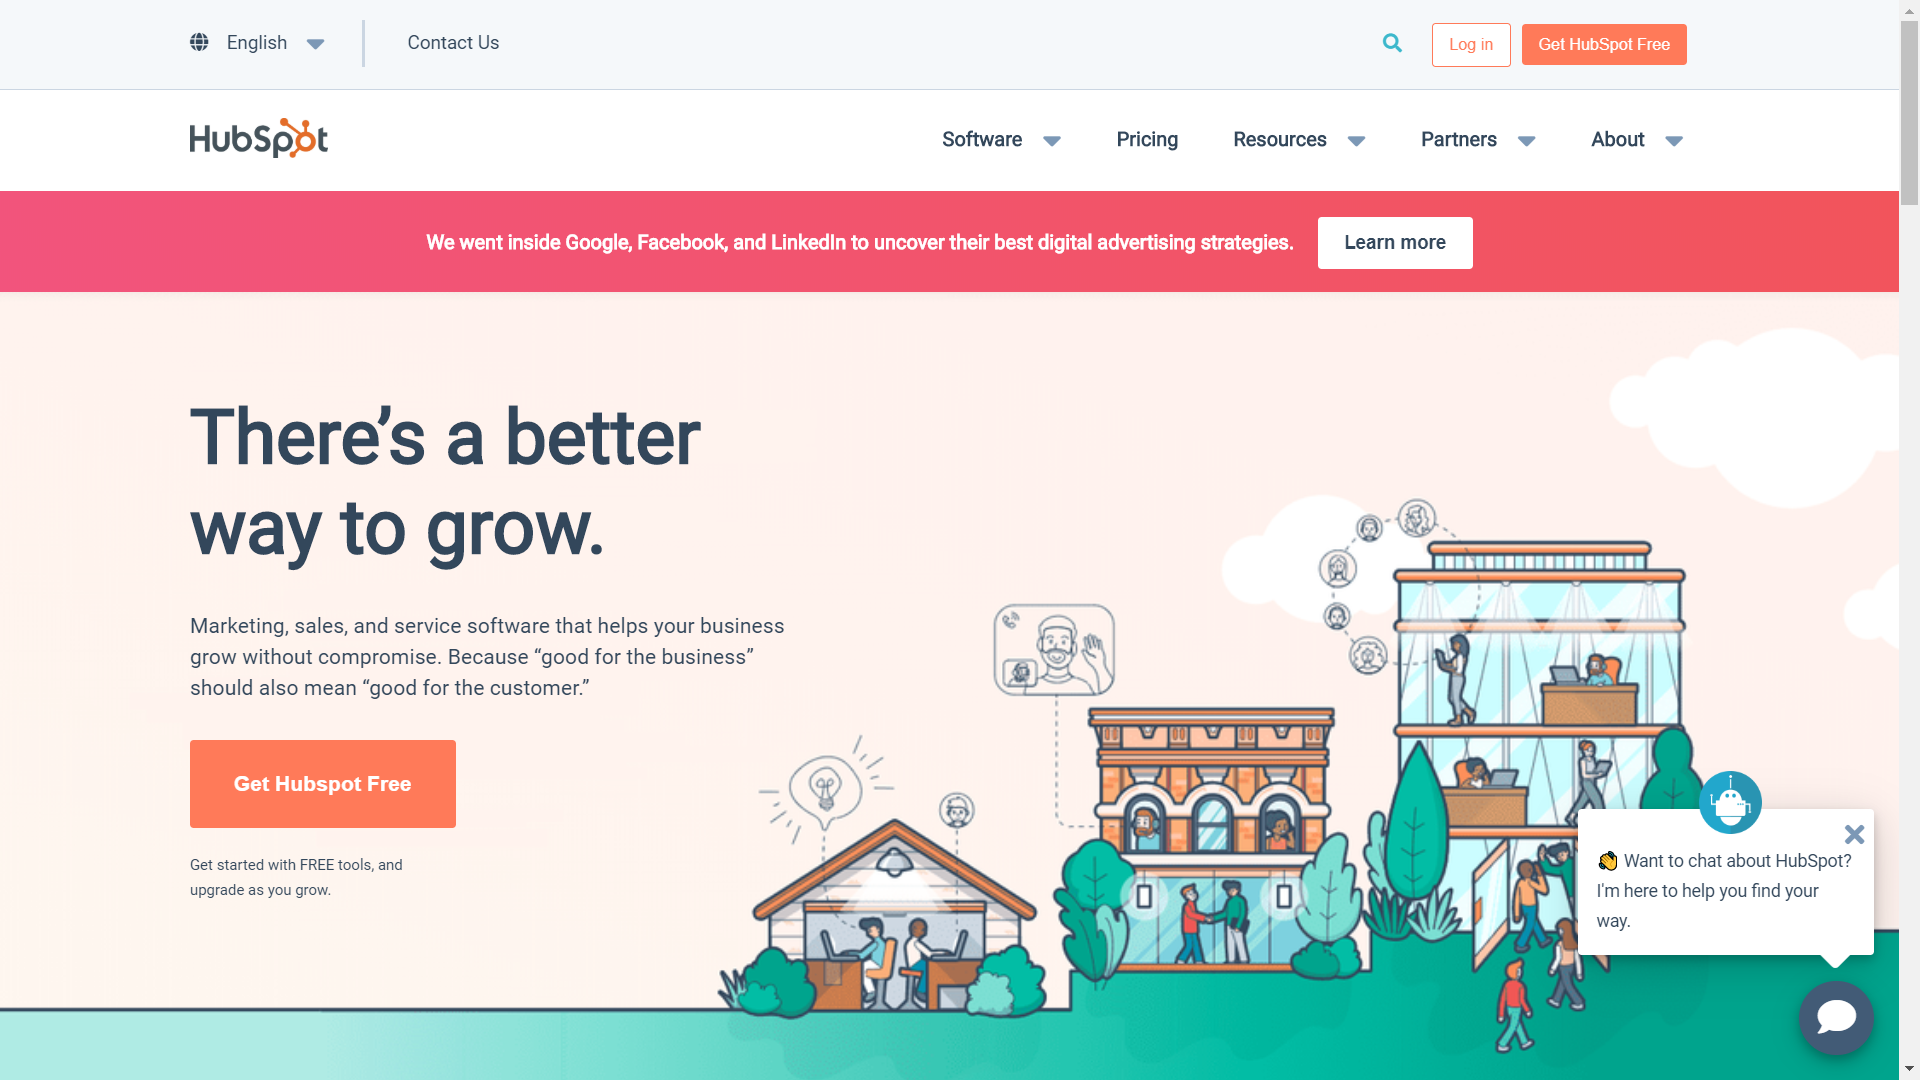 English
Contact Us
Log in
Get HubSpot Free
HubSpot
Software
Pricing
Resources
Partners
About
We went inside Google, Facebook, and LinkedIn to uncover their best digital advertising strategies.
Learn more
There’s a better
way to grow.
Marketing, sales, and service software that helps your business
grow without compromise. Because “good for the business”
should also mean “good for the customer.”
Get Hubspot Free
Get started with FREE tools, and
upgrade as you grow.
👋 Want to chat about HubSpot?
I'm here to help you find your
way.